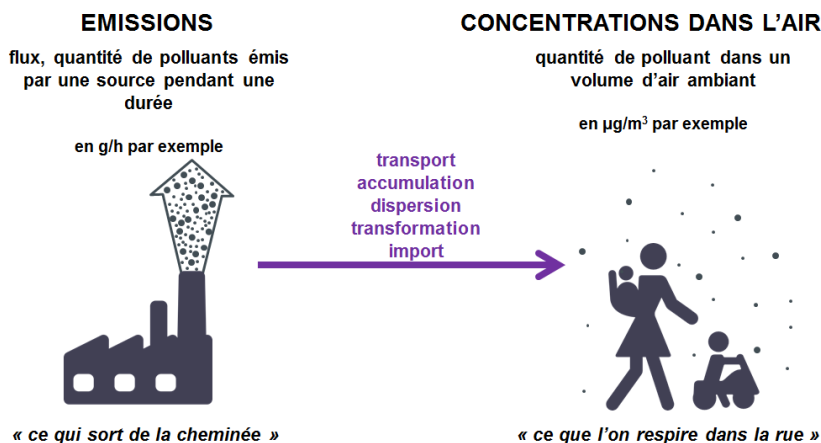 EMISSIONS
flux, quantité de polluants émis
par une source pendant une
durée
en g/h par exemple
transport
accumulation
dispersion
transformation
import
CONCENTRATIONS DANS L’AIR
quantité de polluant dans un
volume d’air ambiant
en µg/m³ par exemple
« ce qui sort de la cheminée »
« ce que l’on respire dans la rue »